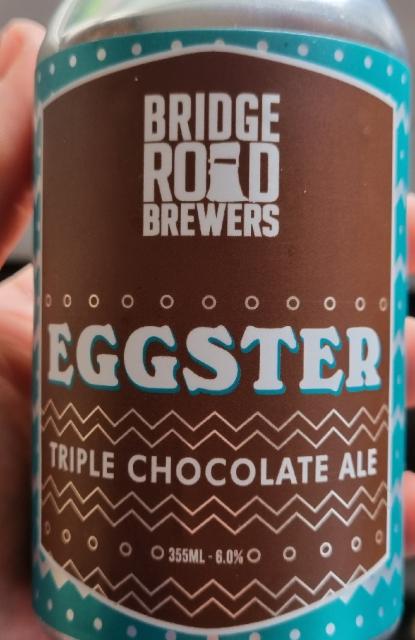 BRIDGE
ROAD
BREWERS
EGGSTER
TRIPLE CHOCOLATE ALE
355ML - 6.0%